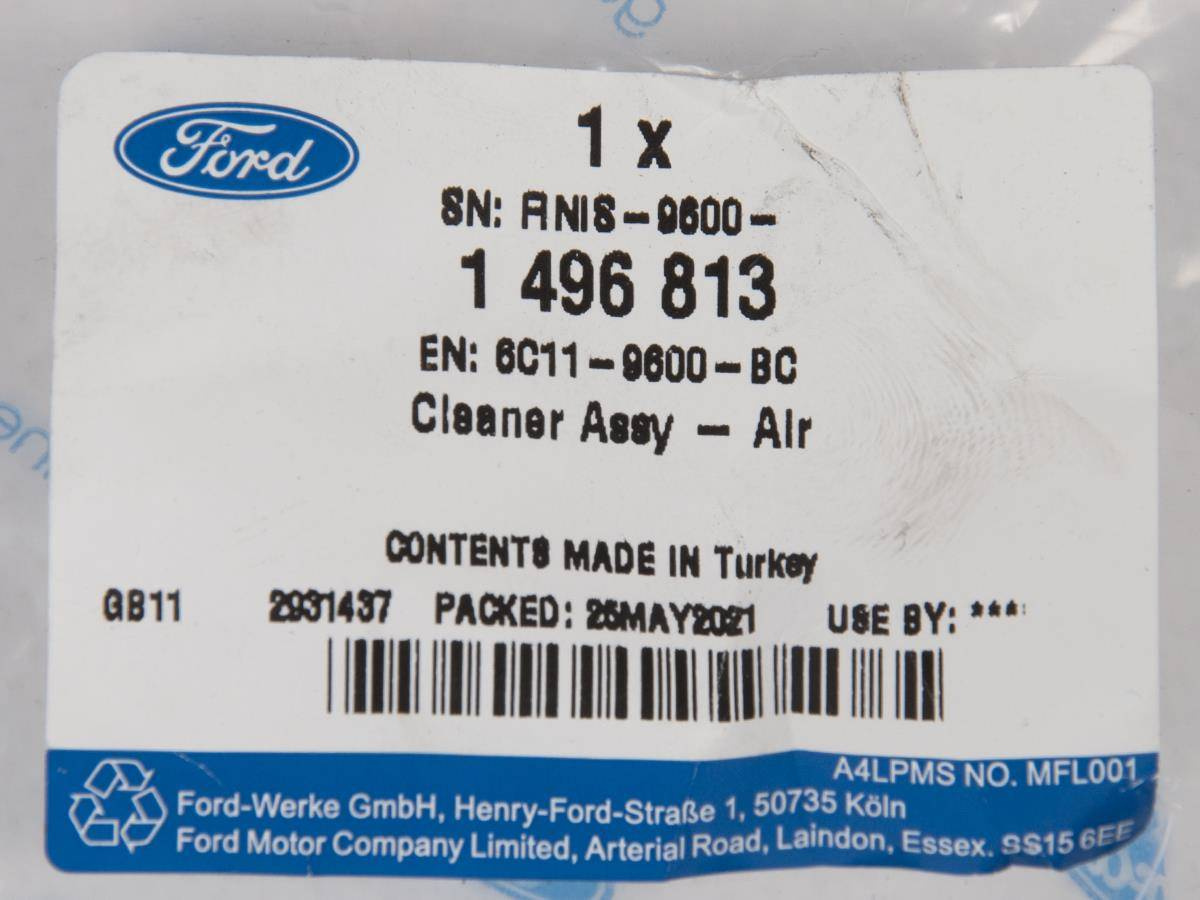 Ford
1 x
SN: RNIS-9600-
1 496 813
EN: 6C11-9600-BC
Cleaner Assy - Air
CONTENTS MADE IN Turkey
GB11 2931437 PACKED: 25MAY2021 USE BY: ***
A4LPMS NO. MFL001
Ford-Werke GmbH, Henry-Ford-Straße 1, 50735 Köln
Ford Motor Company Limited, Arterial Road, Laindon, Essex. SS15 6EE